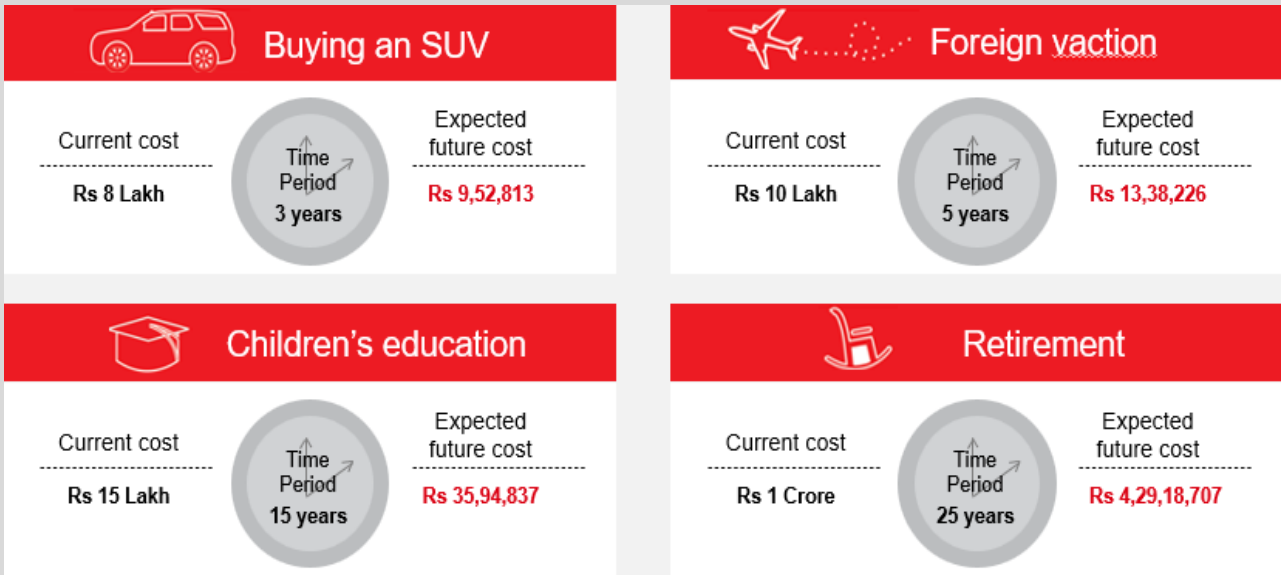 Buying an SUV
Current cost
Rs 8 Lakh
Time
Period
3 years
Expected
future cost
Rs 9,52,813
Foreign vaction
Current cost
Rs 10 Lakh
Time
Period
5 years
Expected
future cost
Rs 13,38,226
Children’s education
Current cost
Rs 15 Lakh
Time
Period
15 years
Expected
future cost
Rs 35,94,837
Retirement
Current cost
Rs 1 Crore
Time
Period
25 years
Expected
future cost
Rs 4,29,18,707